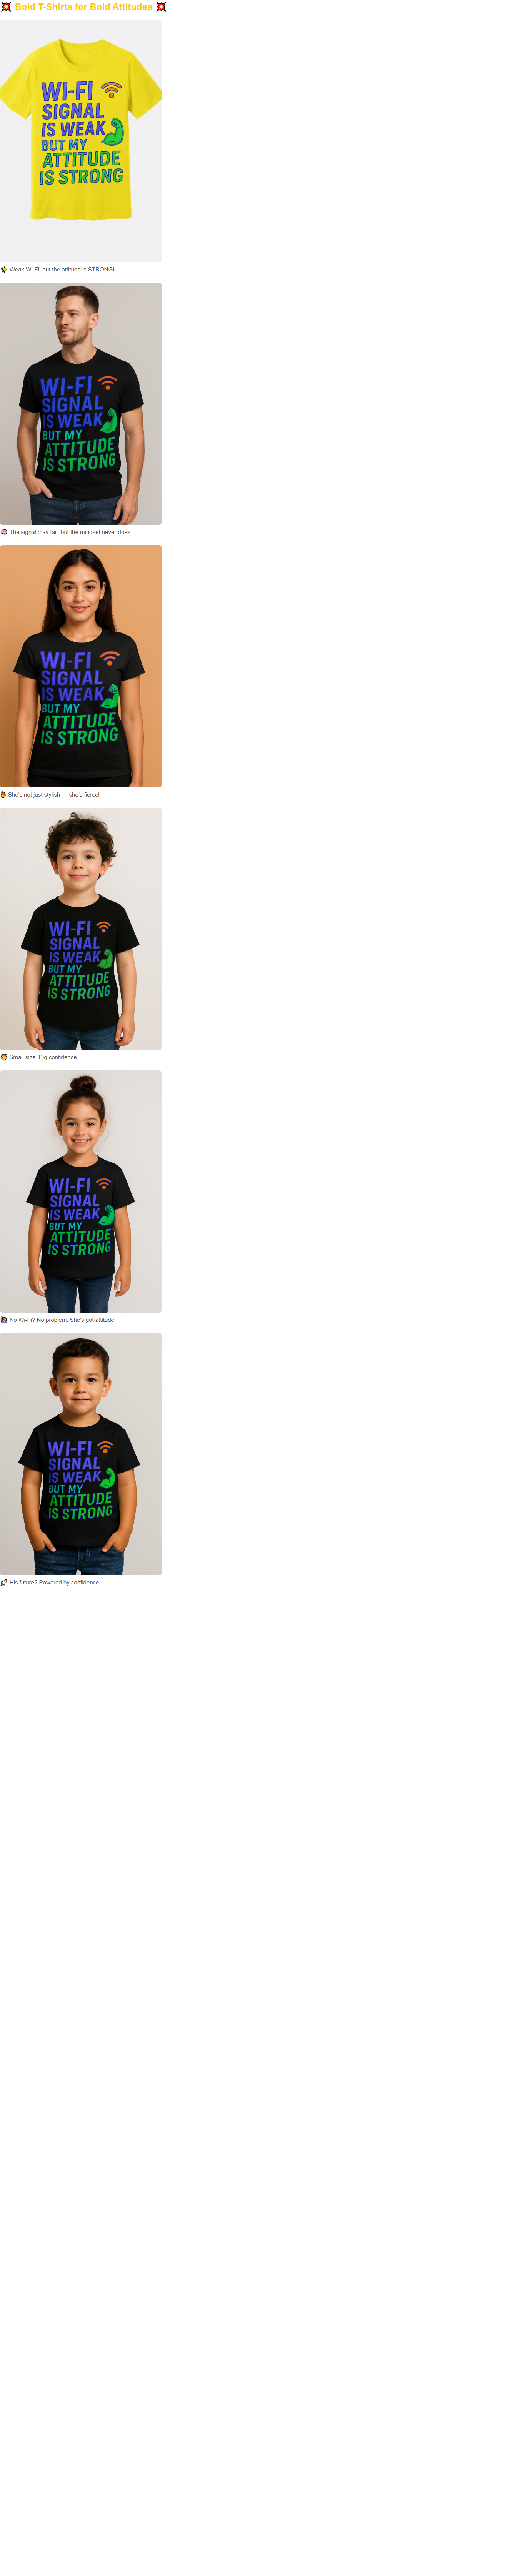 💥 Bold T-Shirts for Bold Attitudes 💥
WI-FI
SIGNAL
IS WEAK
BUT MY
ATTITUDE
IS STRONG
Weak Wi-Fi, but the attitude is STRONG!
WI-FI
SIGNAL
IS WEAK
BUT MY
ATTITUDE
IS STRONG
🧠 The signal may fail, but the mindset never does.
WI-FI
SIGNAL
IS WEAK
BUT MY
ATTITUDE
IS STRONG
🔥 She's not just stylish — she's fierce!
WI-FI
SIGNAL
IS WEAK
BUT MY
ATTITUDE
IS STRONG
Small size. Big confidence.
WI-FI
SIGNAL
IS WEAK
BUT MY
ATTITUDE
IS STRONG
No Wi-Fi? No problem. She's got attitude.
WI-FI
SIGNAL
IS WEAK
BUT MY
ATTITUDE
IS STRONG
🚀 His future? Powered by confidence.